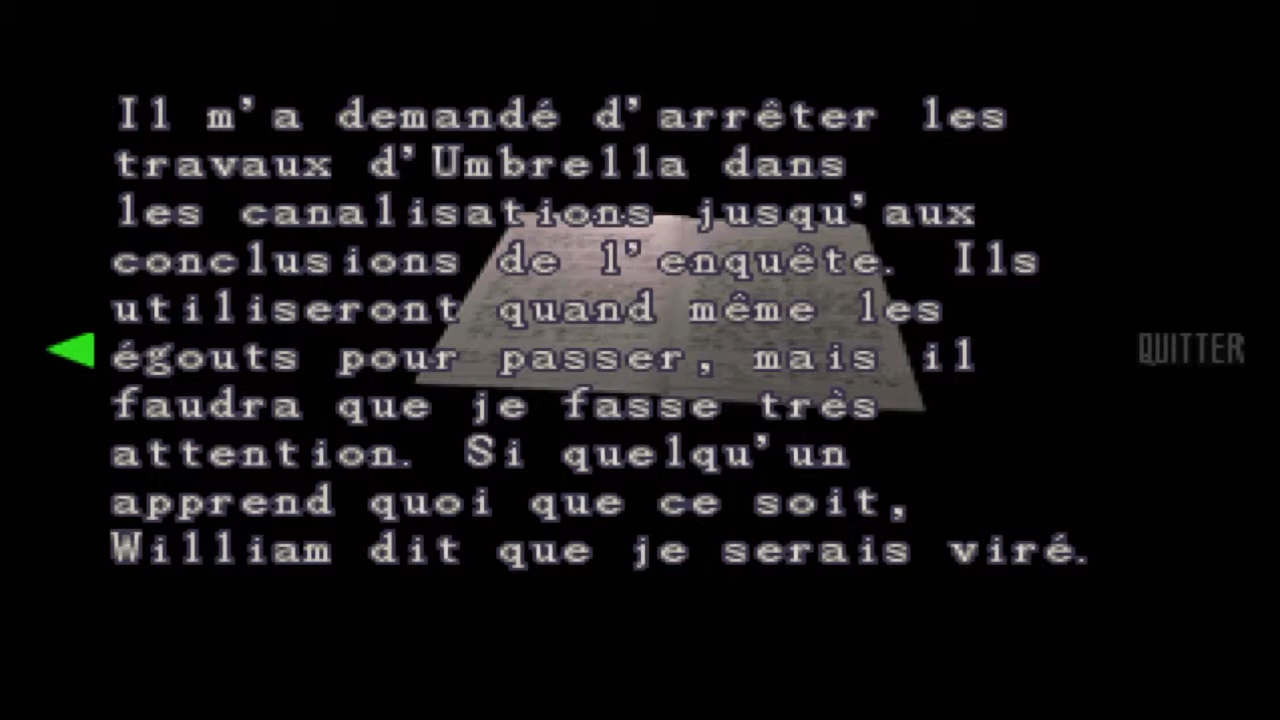 Il m'a demandé d'arrêter les
travaux d'Umbrella dans
les canalisations jusqu'aux
conclusions de l'enquête. Ils
utiliseront quand même les
égouts pour passer, mais il
faudra que je fasse très
attention. Si quelqu'un
apprend quoi que ce soit,
William dit que je serais viré.
QUITTER